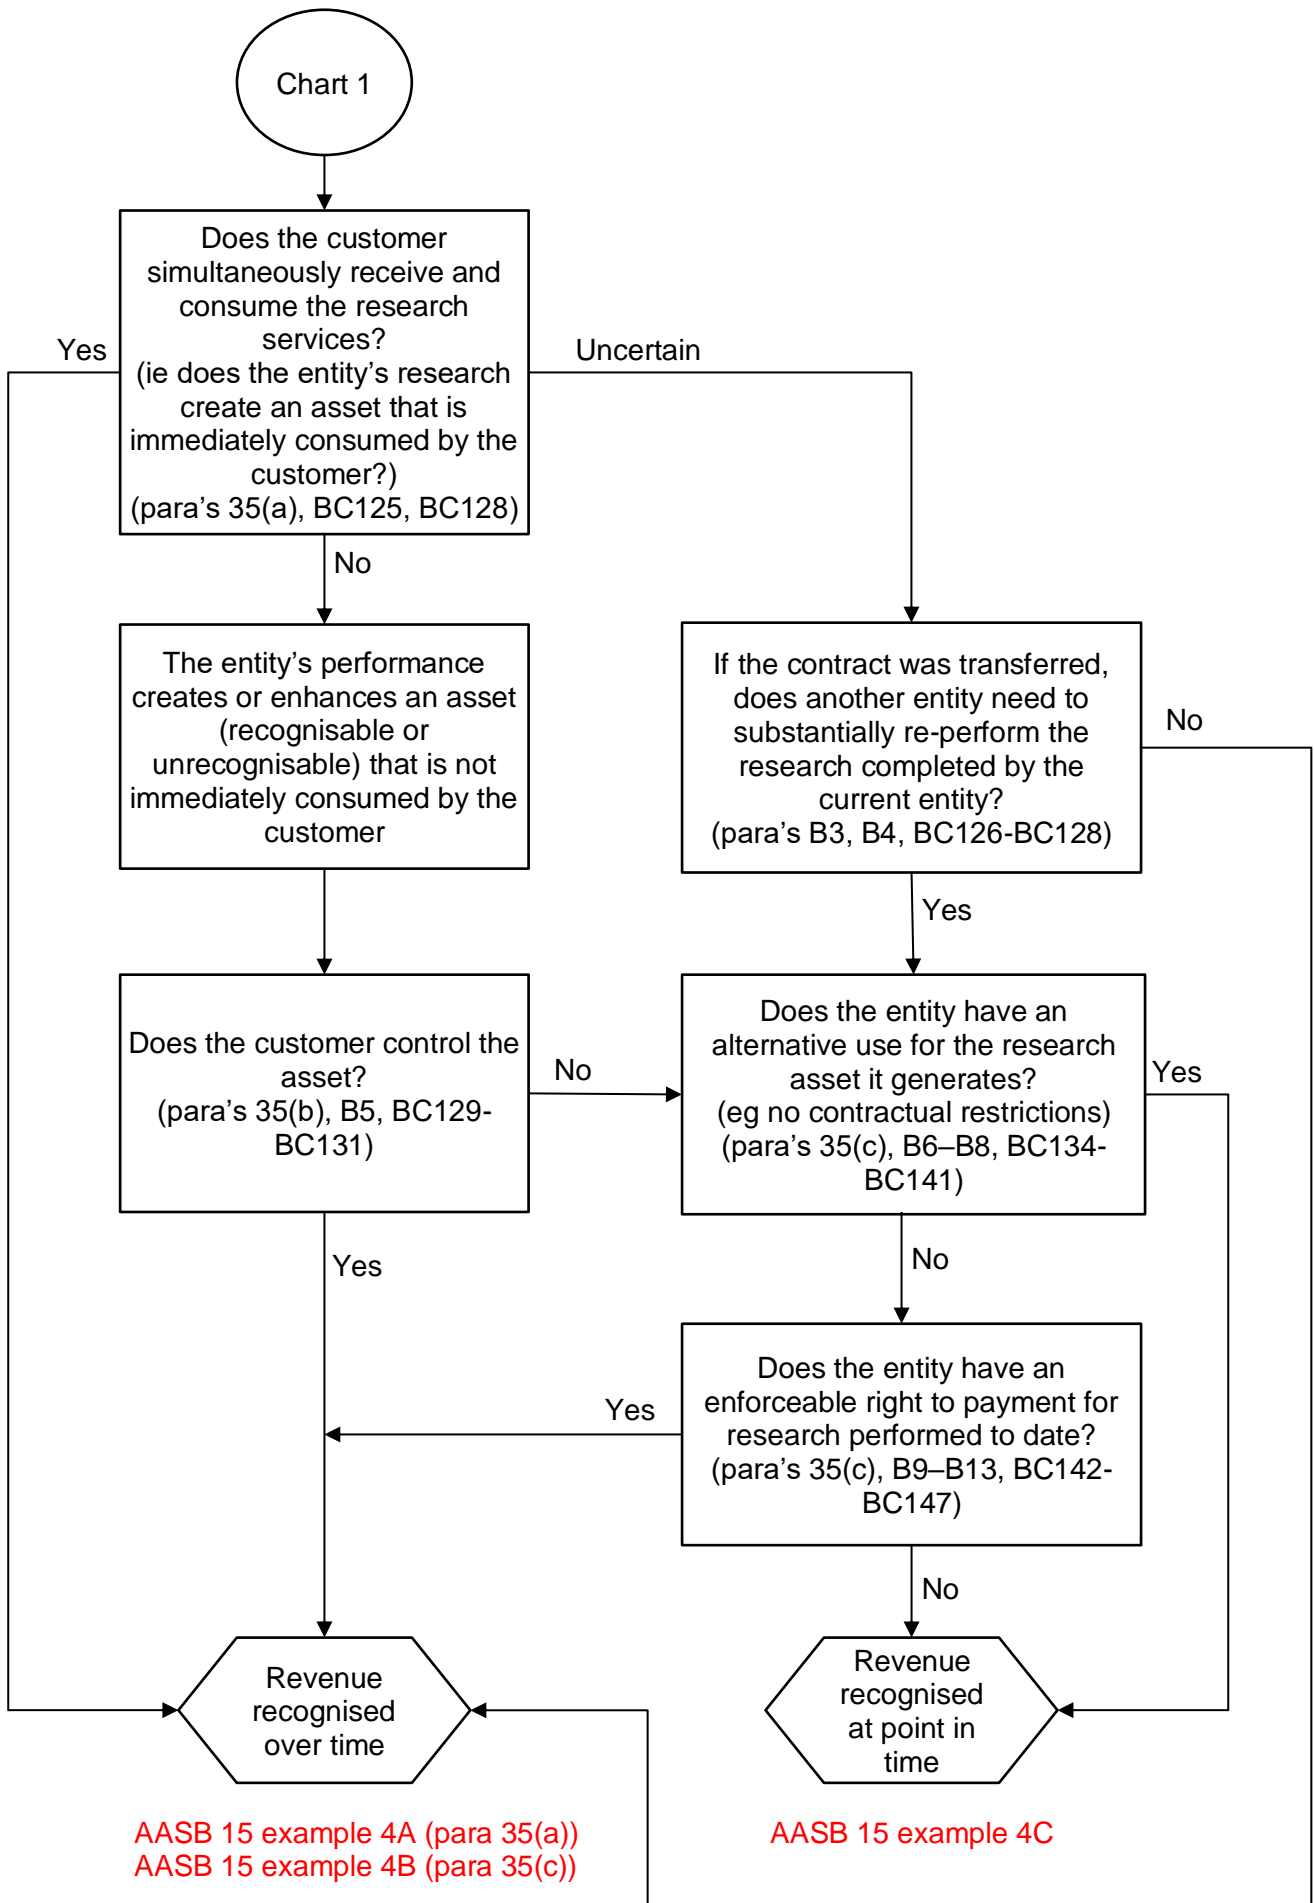 Chart 1
Does the customer
simultaneously receive and
consume the research
services?
(ie does the entity’s research
create an asset that is
immediately consumed by the
customer?)
(para’s 35(a), BC125, BC128)
Yes
Uncertain
No
The entity’s performance
creates or enhances an asset
(recognisable or
unrecognisable) that is not
immediately consumed by the
customer
If the contract was transferred,
does another entity need to
substantially re-perform the
research completed by the
current entity?
(para’s B3, B4, BC126-BC128)
No
Yes
Does the customer control the
asset?
(para’s 35(b), B5, BC129-
BC131)
No
Does the entity have an
alternative use for the research
asset it generates?
(eg no contractual restrictions)
(para’s 35(c), B6–B8, BC134-
BC141)
Yes
Yes
No
Does the entity have an
enforceable right to payment for
research performed to date?
(para’s 35(c), B9–B13, BC142-
BC147)
Yes
No
Revenue
recognised
over time
Revenue
recognised
at point in
time
AASB 15 example 4A (para 35(a))
AASB 15 example 4B (para 35(c))
AASB 15 example 4C